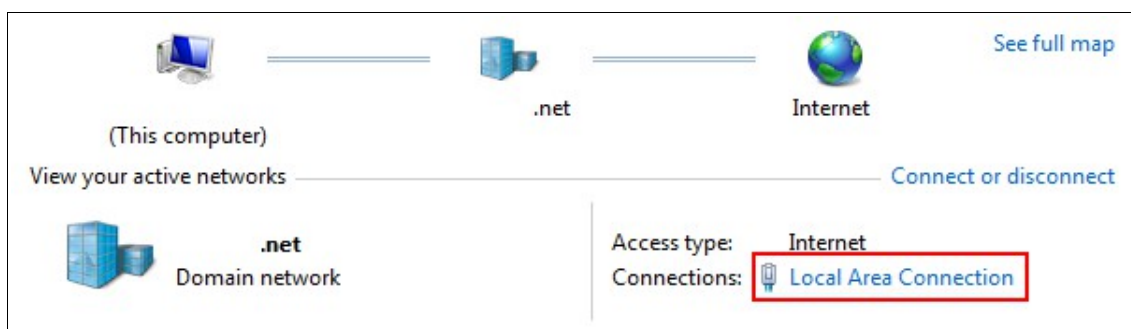 See full map
.net
Internet
(This computer)
View your active networks
Connect or disconnect
.net
Domain network
Access type: Internet
Connections: Local Area Connection